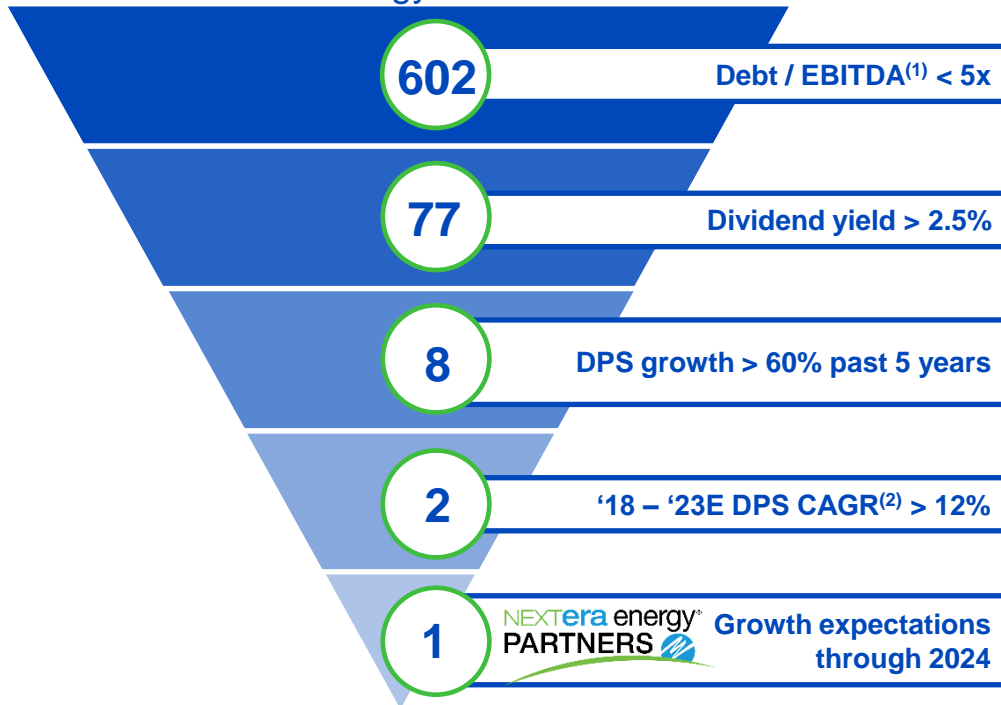 602
Debt / EBITDA(1) < 5x
77
Dividend yield > 2.5%
8
DPS growth > 60% past 5 years
2
‘18 – ‘23E DPS CAGR(2) > 12%
1
NEXTera energy®
PARTNERS
Growth expectations
through 2024